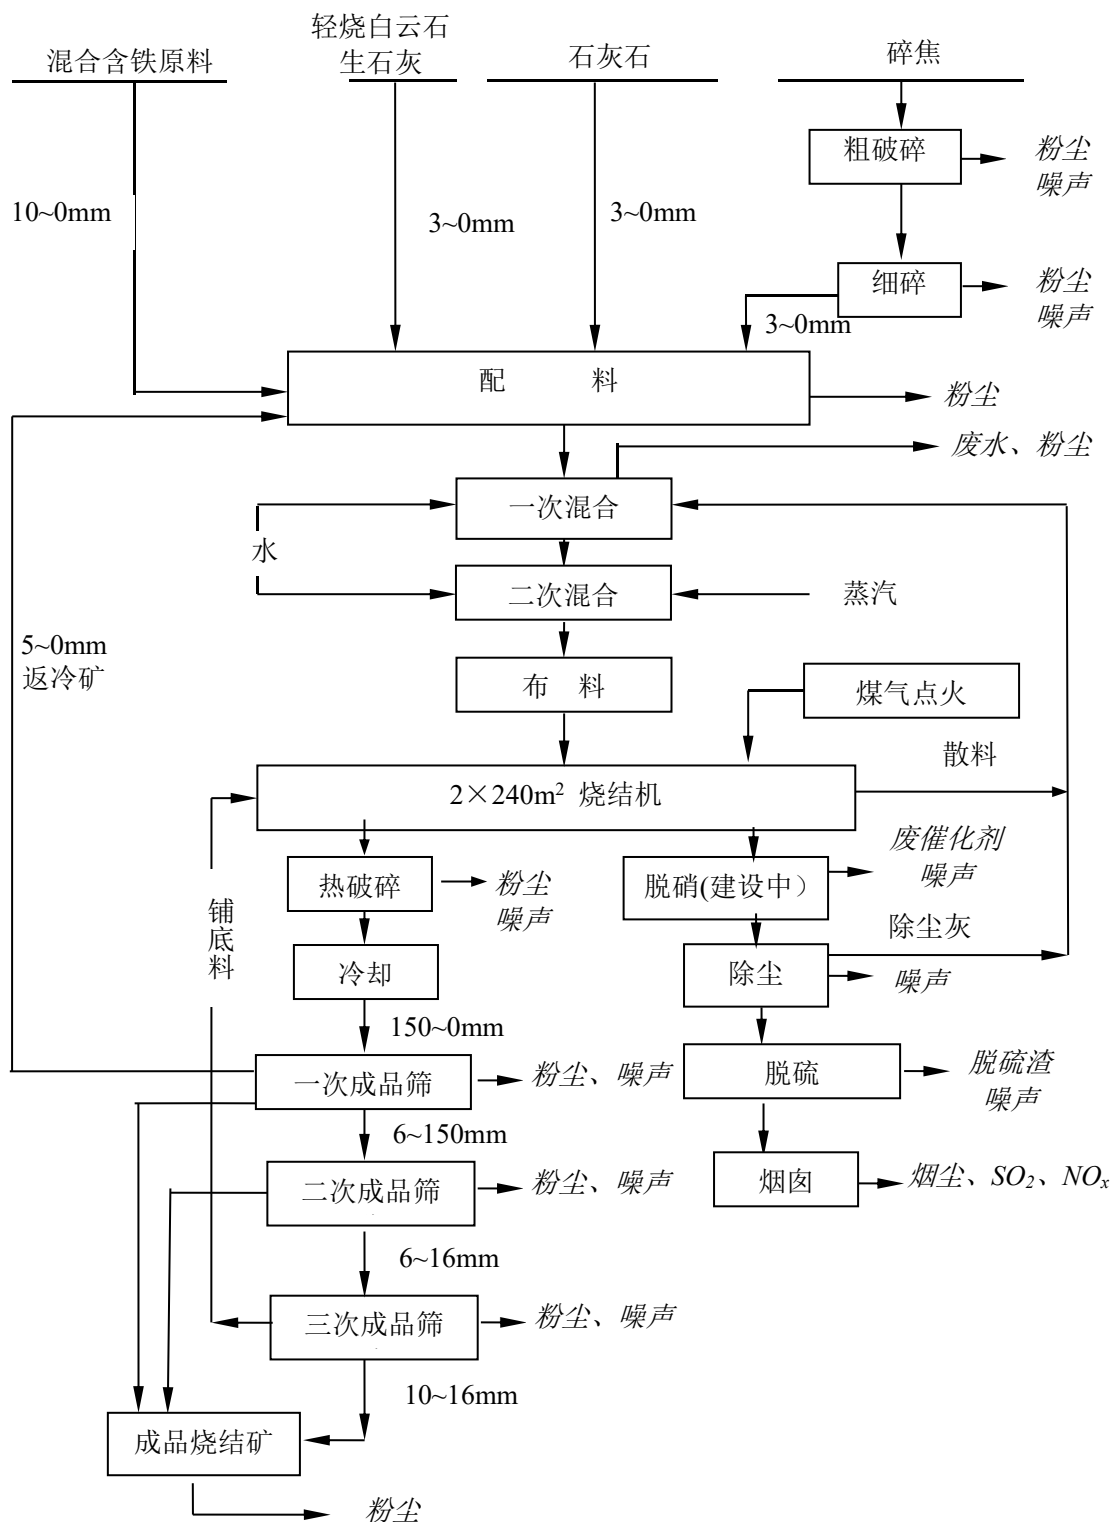 轻烧白云石
生石灰
混合含铁原料
石灰石
碎焦
粗破碎
粉尘
噪声
10~0mm
3~0mm
3~0mm
细碎
粉尘
噪声
3~0mm
配 料
粉尘
废水、粉尘
一次混合
水
二次混合
蒸汽
5~0mm
返冷矿
布 料
煤气点火
散料
2×240m² 烧结机
废催化剂
噪声
热破碎
粉尘
噪声
脱硝(建设中）
铺
底
料
除尘灰
冷却
除尘
噪声
150~0mm
一次成品筛
粉尘、噪声
脱硫
脱硫渣
噪声
6~150mm
二次成品筛
粉尘、噪声
烟囱
烟尘、SO₂、NOₓ
6~16mm
三次成品筛
粉尘、噪声
10~16mm
成品烧结矿
粉尘